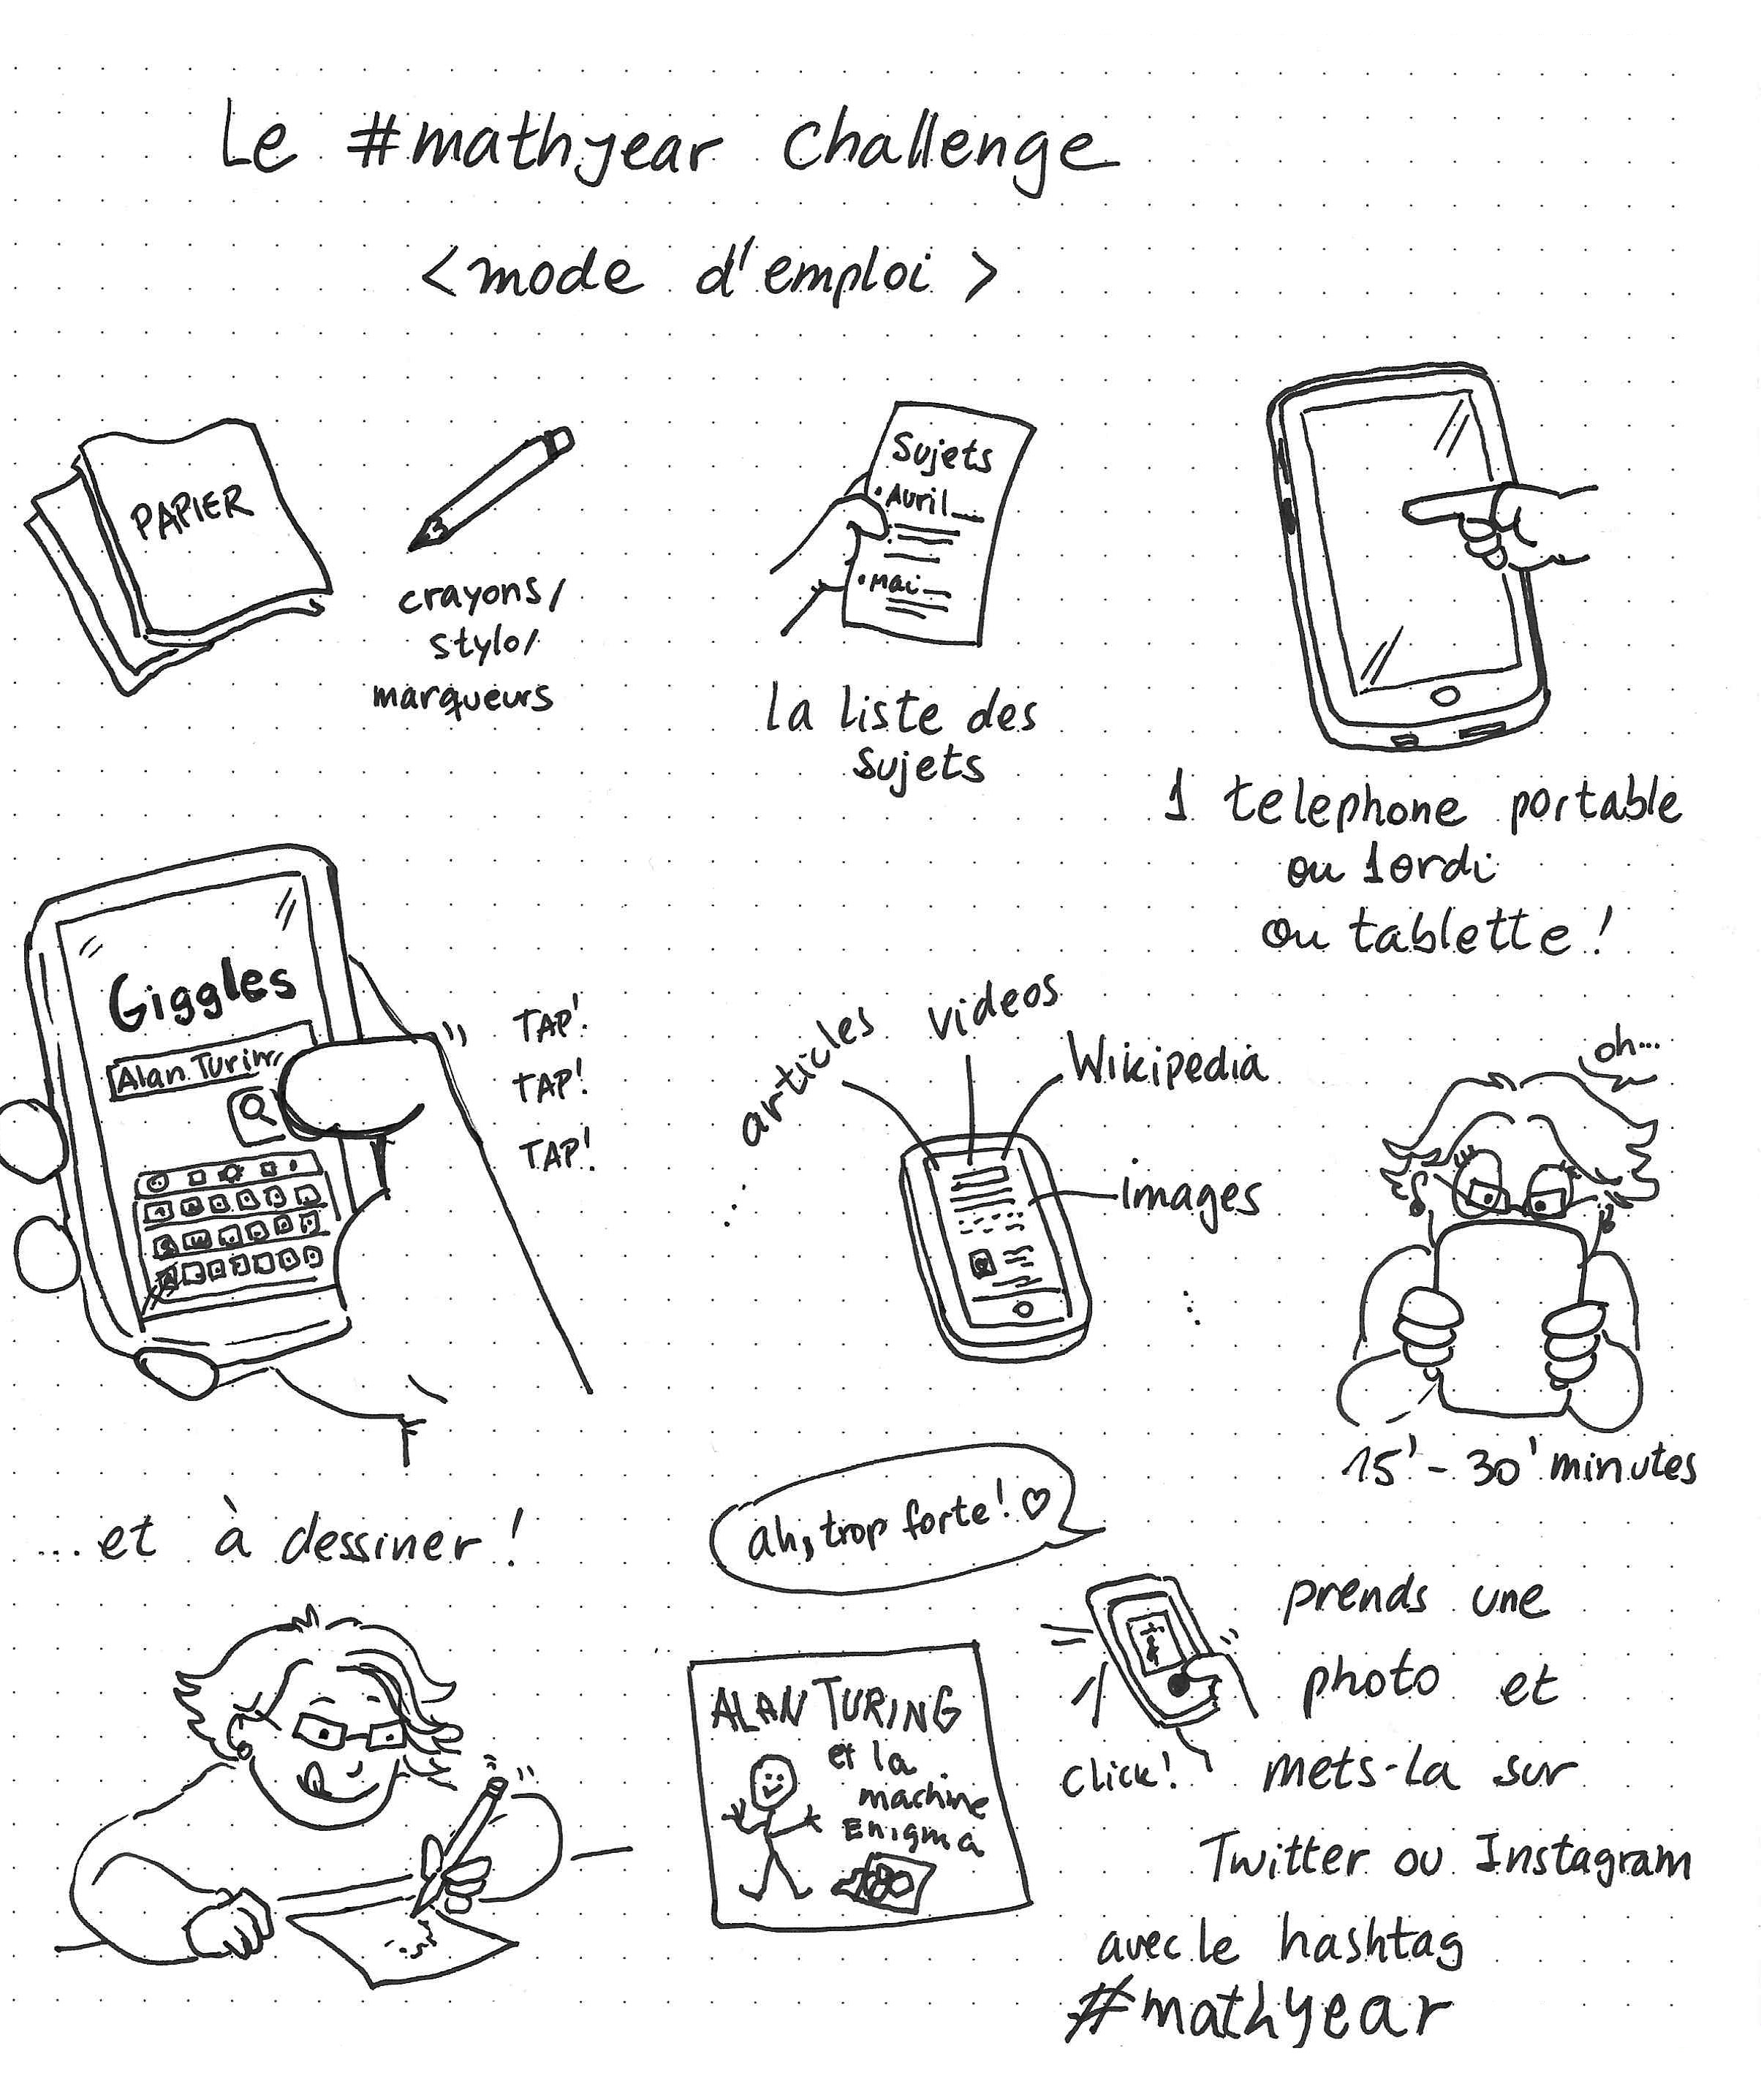 Le #mathyear challenge
<mode d'emploi>
PAPIER
crayons/
stylo/
marqueurs
Sujets
• Avril
• Mai
la liste des
sujets
1 telephone portable
ou 1 ordi
ou tablette !
Giggles
Alan Turin
TAP!
TAP!
TAP!
... articles
videos
Wikipedia
images
...
oh...
15' - 30' minutes
... et à dessiner !
ah, trop forte! ♡
ALAN TURING
et la
machine
Enigma
click!
prends une
photo et
mets-la sur
Twitter ou Instagram
avec le hashtag
#mathyear